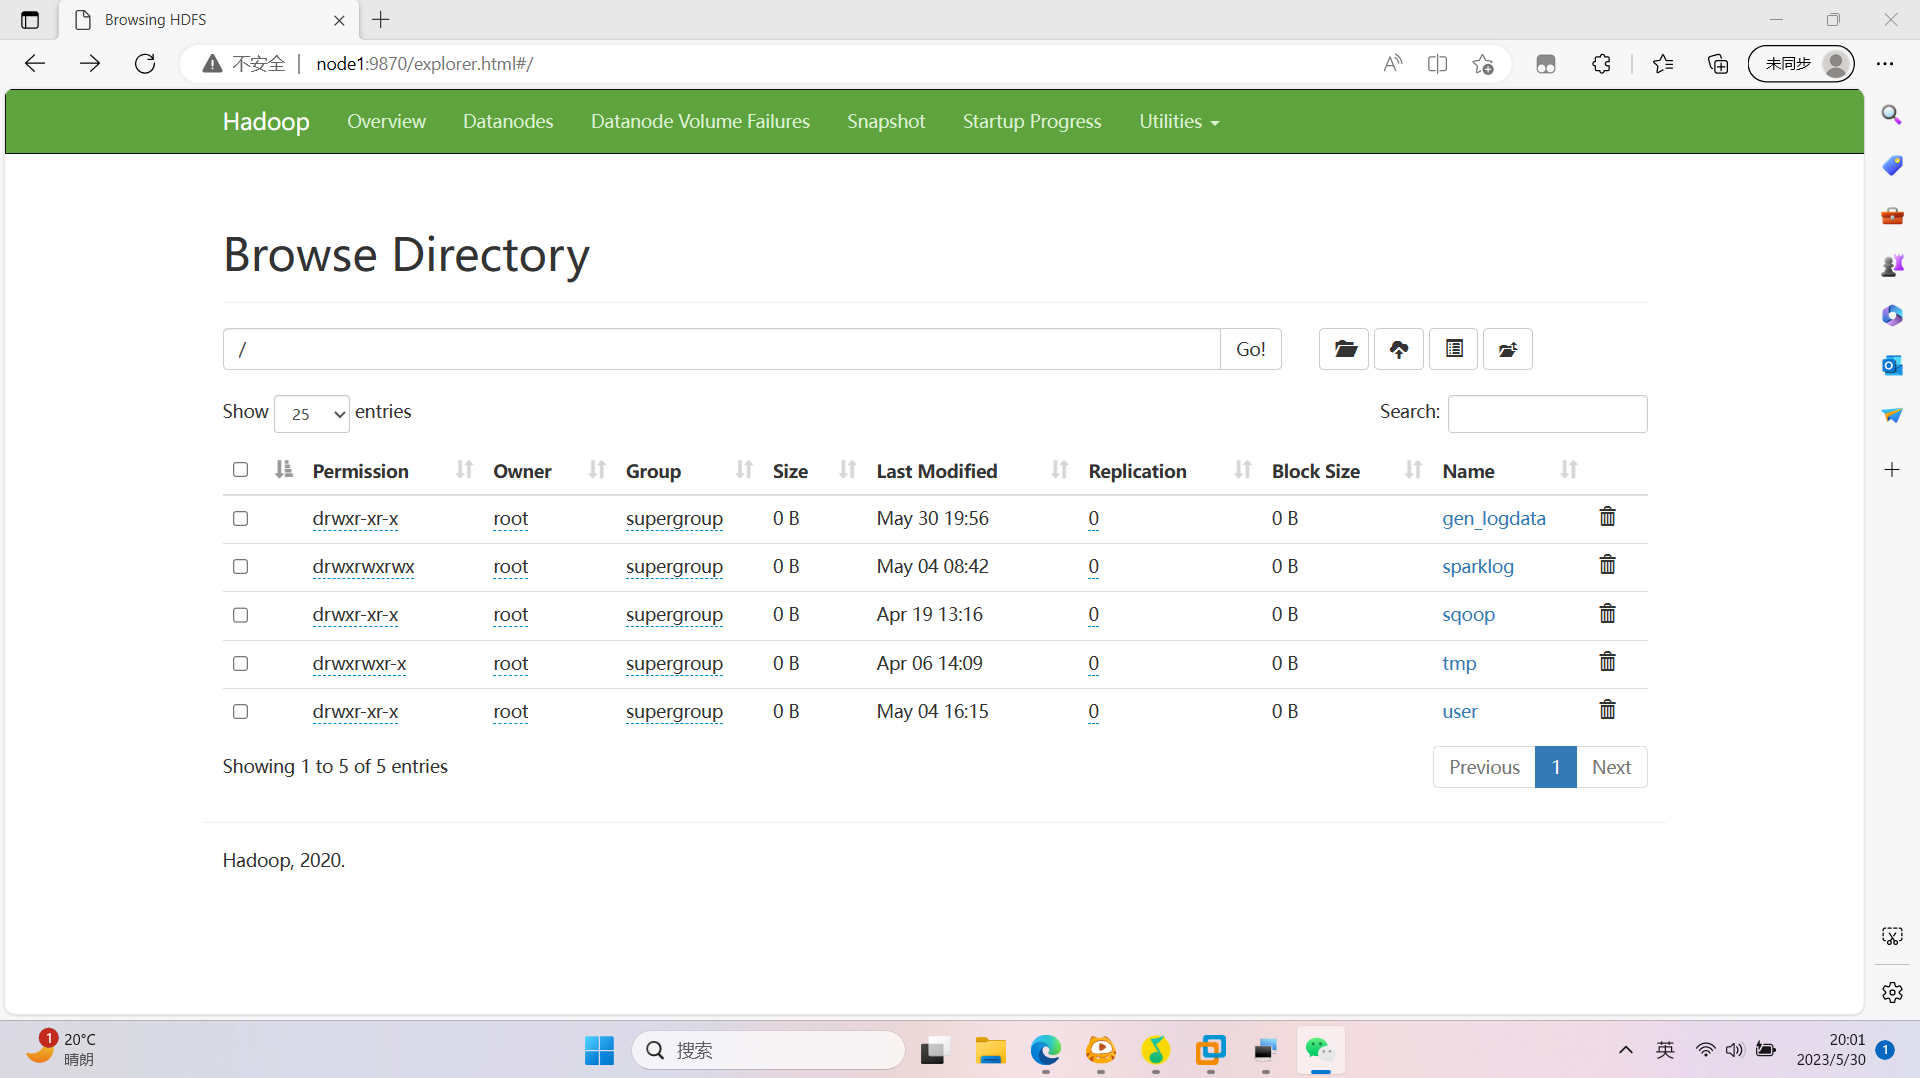 Browsing HDFS
不安全 node1:9870/explorer.html#/
未同步
Hadoop Overview Datanodes Datanode Volume Failures Snapshot Startup Progress Utilities
Browse Directory
/ Go!
Show 25 entries Search:
Permission Owner Group Size Last Modified Replication Block Size Name
drwxr-xr-x root supergroup 0 B May 30 19:56 0 0 B gen_logdata
drwxrwxrwx root supergroup 0 B May 04 08:42 0 0 B sparklog
drwxr-xr-x root supergroup 0 B Apr 19 13:16 0 0 B sqoop
drwxrwxr-x root supergroup 0 B Apr 06 14:09 0 0 B tmp
drwxr-xr-x root supergroup 0 B May 04 16:15 0 0 B user
Showing 1 to 5 of 5 entries Previous 1 Next
Hadoop, 2020.
1 20°C
晴朗
搜索
英
20:01
2023/5/30
1